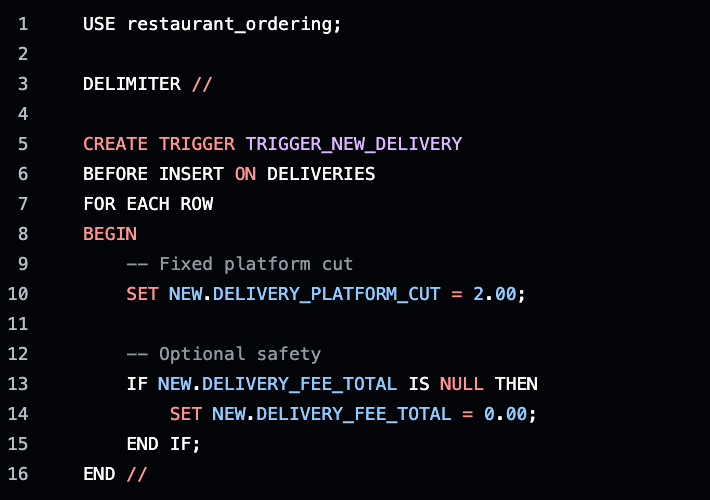 1 USE restaurant_ordering;
2
3 DELIMITER //
4
5 CREATE TRIGGER TRIGGER_NEW_DELIVERY
6 BEFORE INSERT ON DELIVERIES
7 FOR EACH ROW
8 BEGIN
9     -- Fixed platform cut
10     SET NEW.DELIVERY_PLATFORM_CUT = 2.00;
11
12     -- Optional safety
13     IF NEW.DELIVERY_FEE_TOTAL IS NULL THEN
14         SET NEW.DELIVERY_FEE_TOTAL = 0.00;
15     END IF;
16 END //